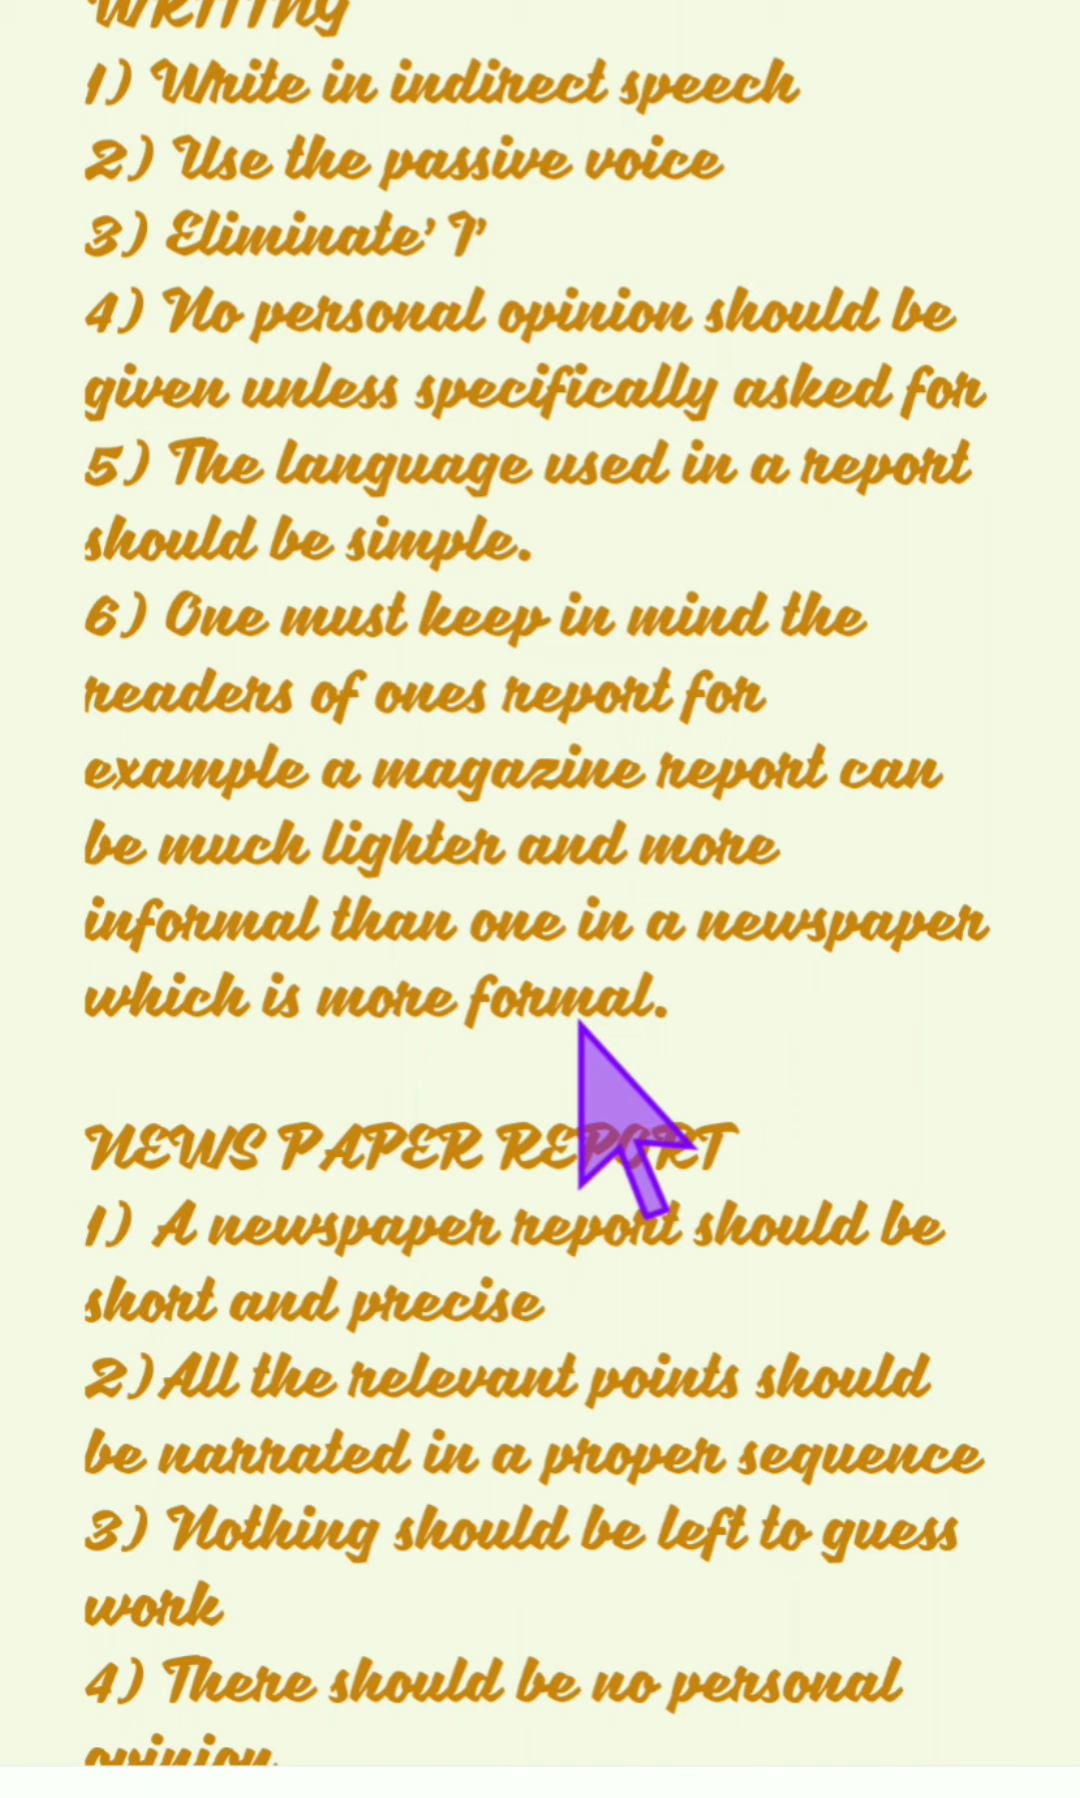 WRITING
1) Write in indirect speech
2) Use the passive voice
3) Eliminate' I'
4) No personal opinion should be
given unless specifically asked for
5) The language used in a report
should be simple.
6) One must keep in mind the
readers of ones report for
example a magazine report can
be much lighter and more
informal than one in a newspaper
which is more formal.
NEWS PAPER REPORT
1) A newspaper report should be
short and precise
2)All the relevant points should
be narrated in a proper sequence
3) Nothing should be left to guess
work
4) There should be no personal
opinion